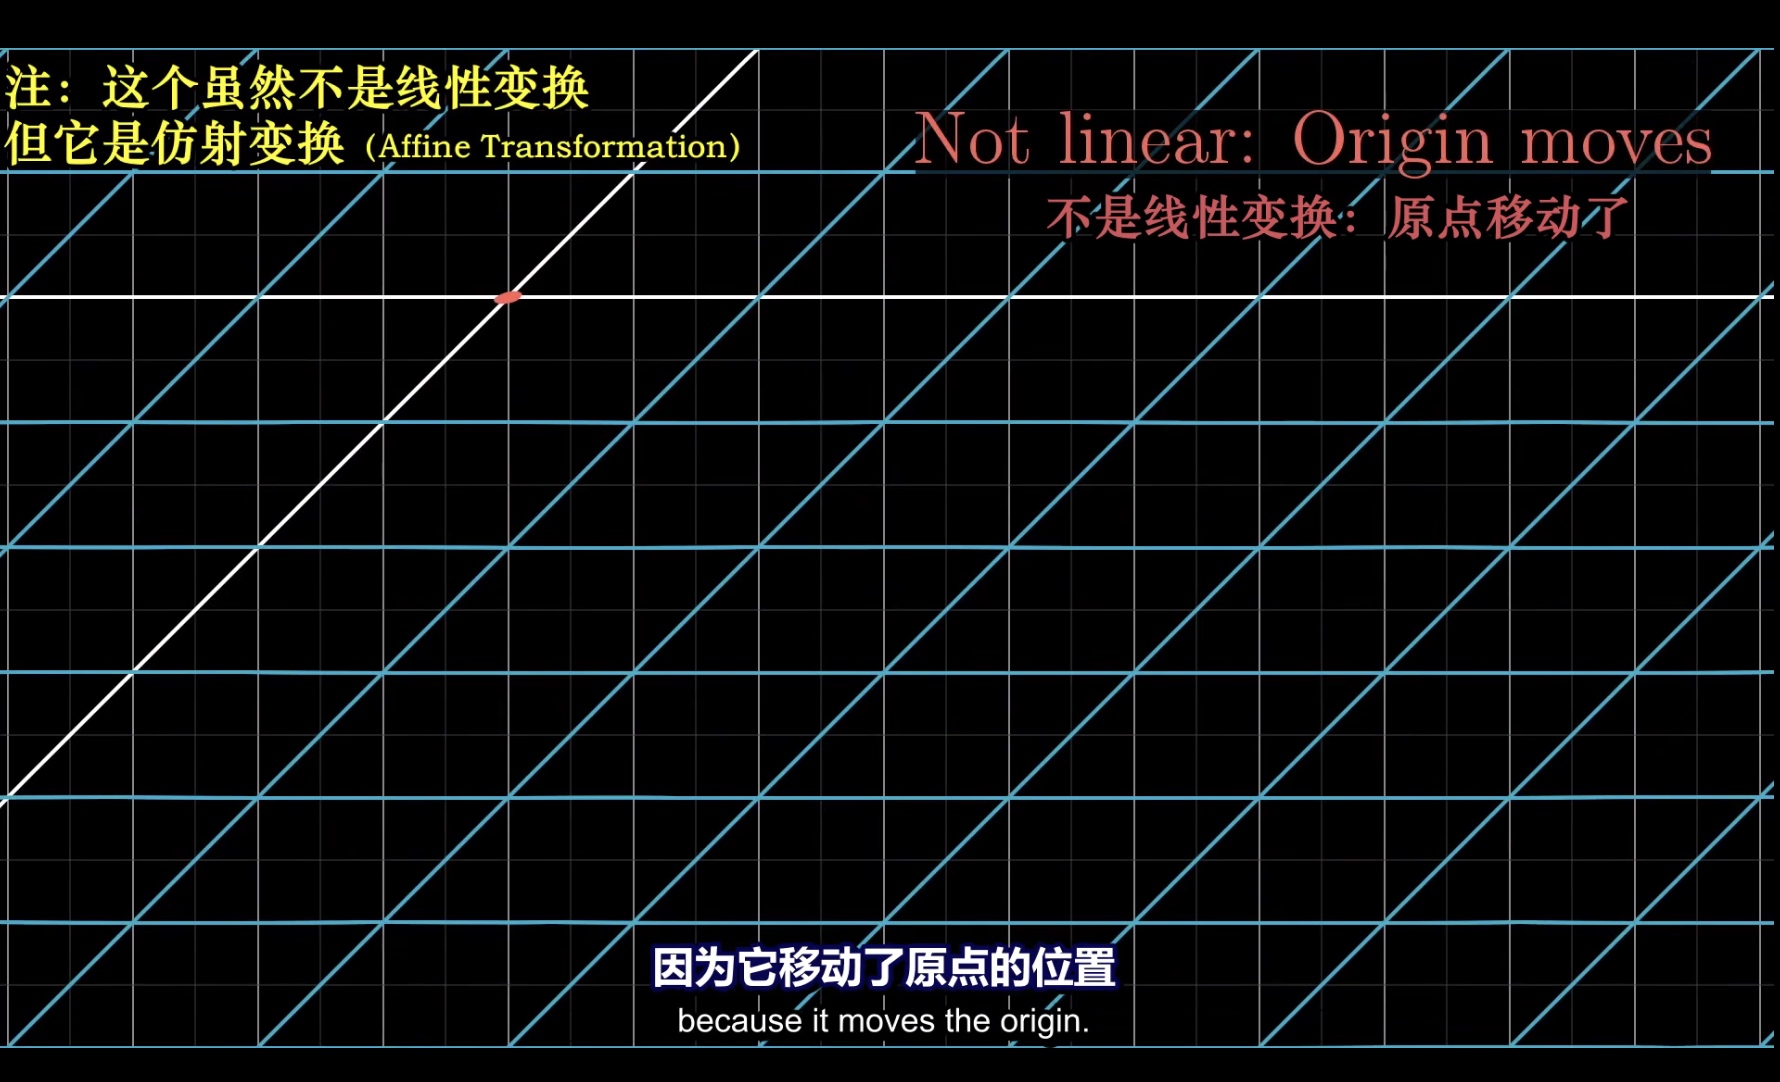 注：这个虽然不是线性变换
但它是仿射变换（Affine Transformation）
Not linear: Origin moves
不是线性变换：原点移动了
因为它移动了原点的位置
because it moves the origin.